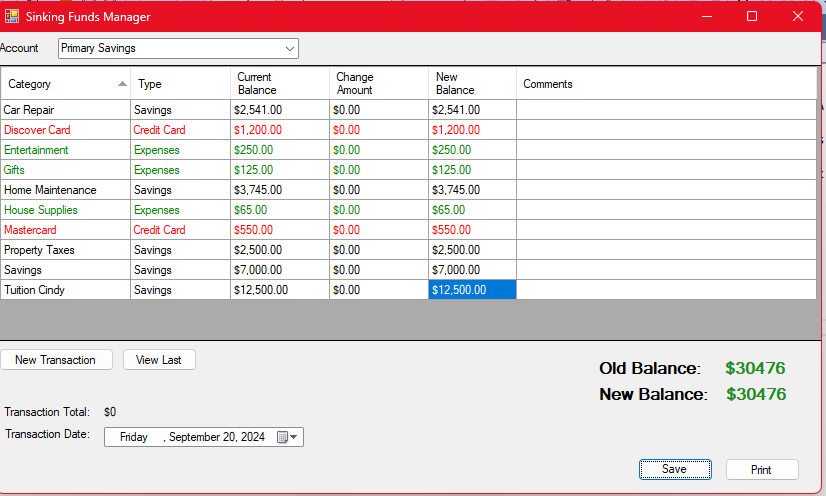 Sinking Funds Manager
Account Primary Savings
Category Type Current Balance Change Amount New Balance Comments
Car Repair Savings $2,541.00 $0.00 $2,541.00
Discover Card Credit Card $1,200.00 $0.00 $1,200.00
Entertainment Expenses $250.00 $0.00 $250.00
Gifts Expenses $125.00 $0.00 $125.00
Home Maintenance Savings $3,745.00 $0.00 $3,745.00
House Supplies Expenses $65.00 $0.00 $65.00
Mastercard Credit Card $550.00 $0.00 $550.00
Property Taxes Savings $2,500.00 $0.00 $2,500.00
Savings Savings $7,000.00 $0.00 $7,000.00
Tuition Cindy Savings $12,500.00 $0.00 $12,500.00
New Transaction View Last
Old Balance: $30476
New Balance: $30476
Transaction Total: $0
Transaction Date: Friday , September 20, 2024
Save Print